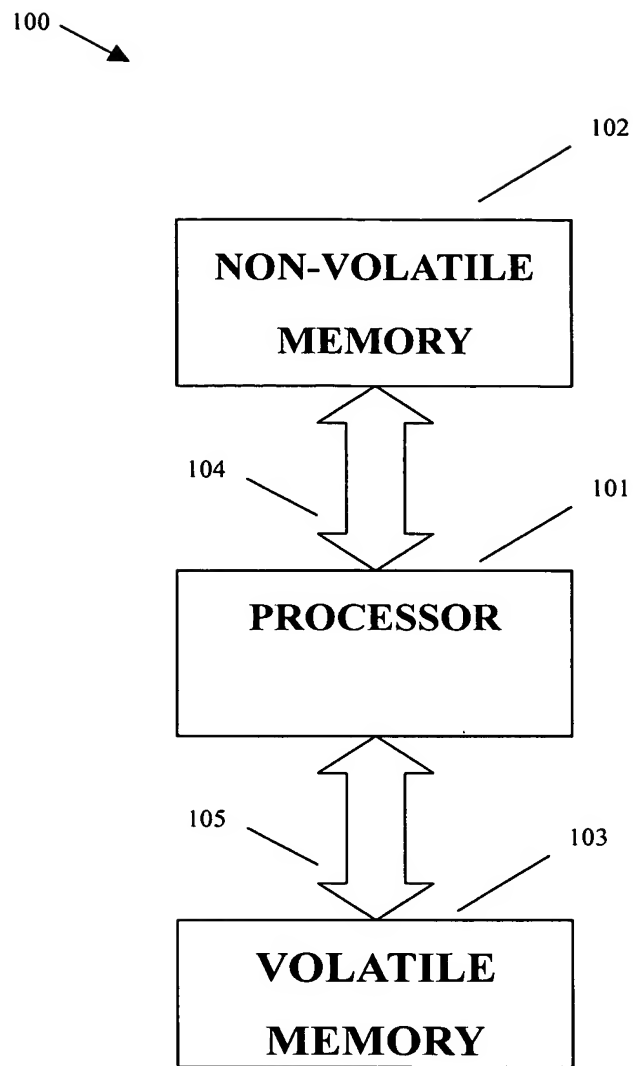 100
102
NON-VOLATILE
MEMORY
104
101
PROCESSOR
105
103
VOLATILE
MEMORY